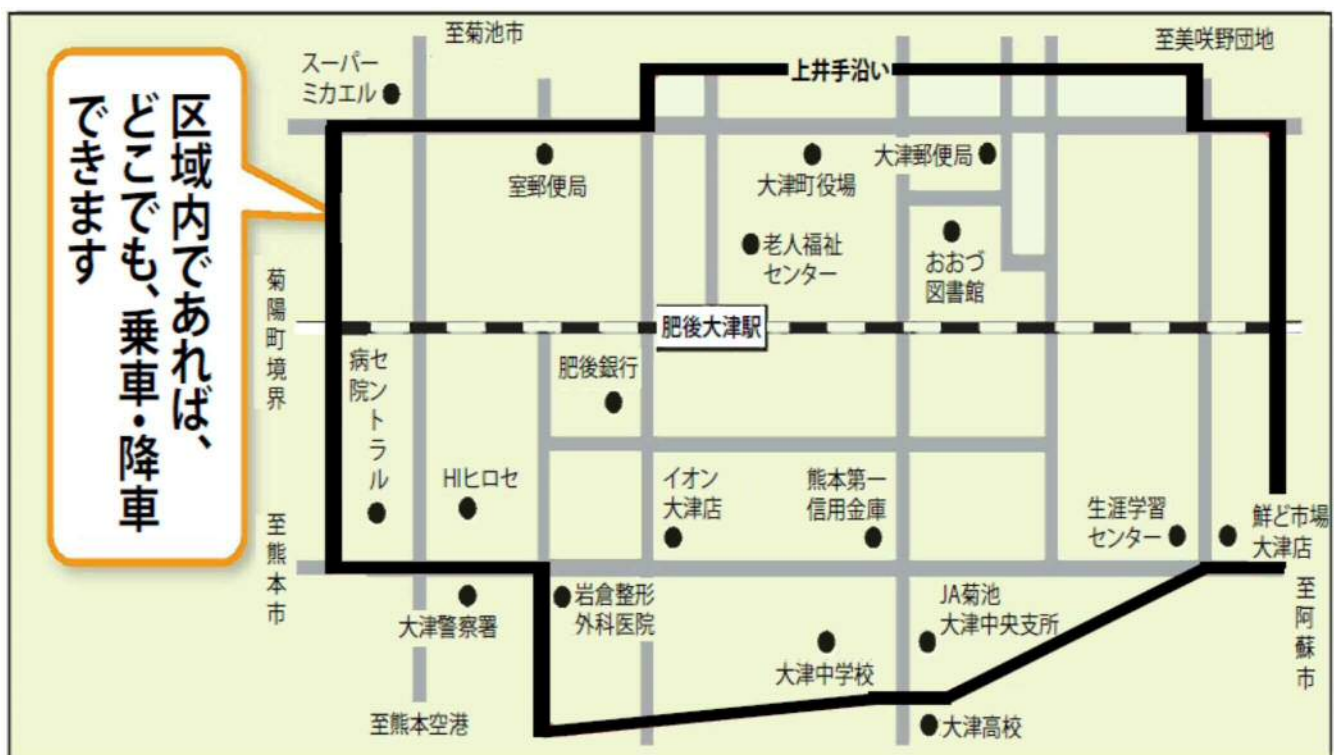 区域内であれば、
どこでも、乗車・降車
できます
至菊池市
至美咲野団地
スーパー
ミカエル
上井手沿い
室郵便局
大津町役場
大津郵便局
老人福祉
センター
おおづ
図書館
菊陽町境界
肥後大津駅
セントラル
病院
肥後銀行
HIヒロセ
イオン
大津店
熊本第一
信用金庫
生涯学習
センター
鮮ど市場
大津店
至熊本市
大津警察署
岩倉整形
外科医院
JA菊池
大津中央支所
大津中学校
至阿蘇市
至熊本空港
大津高校